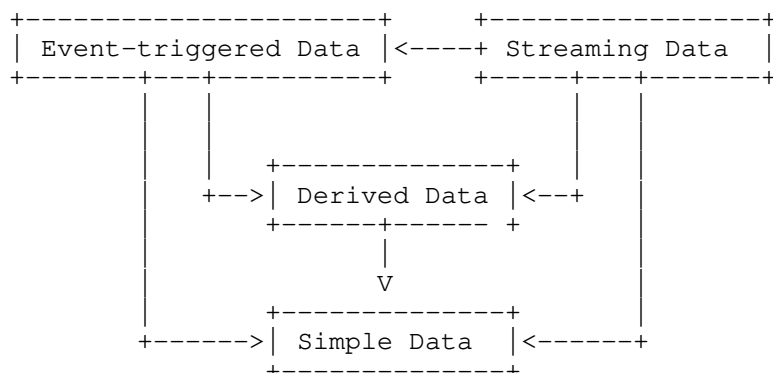 Event-triggered Data Streaming Data
Derived Data
V
Simple Data